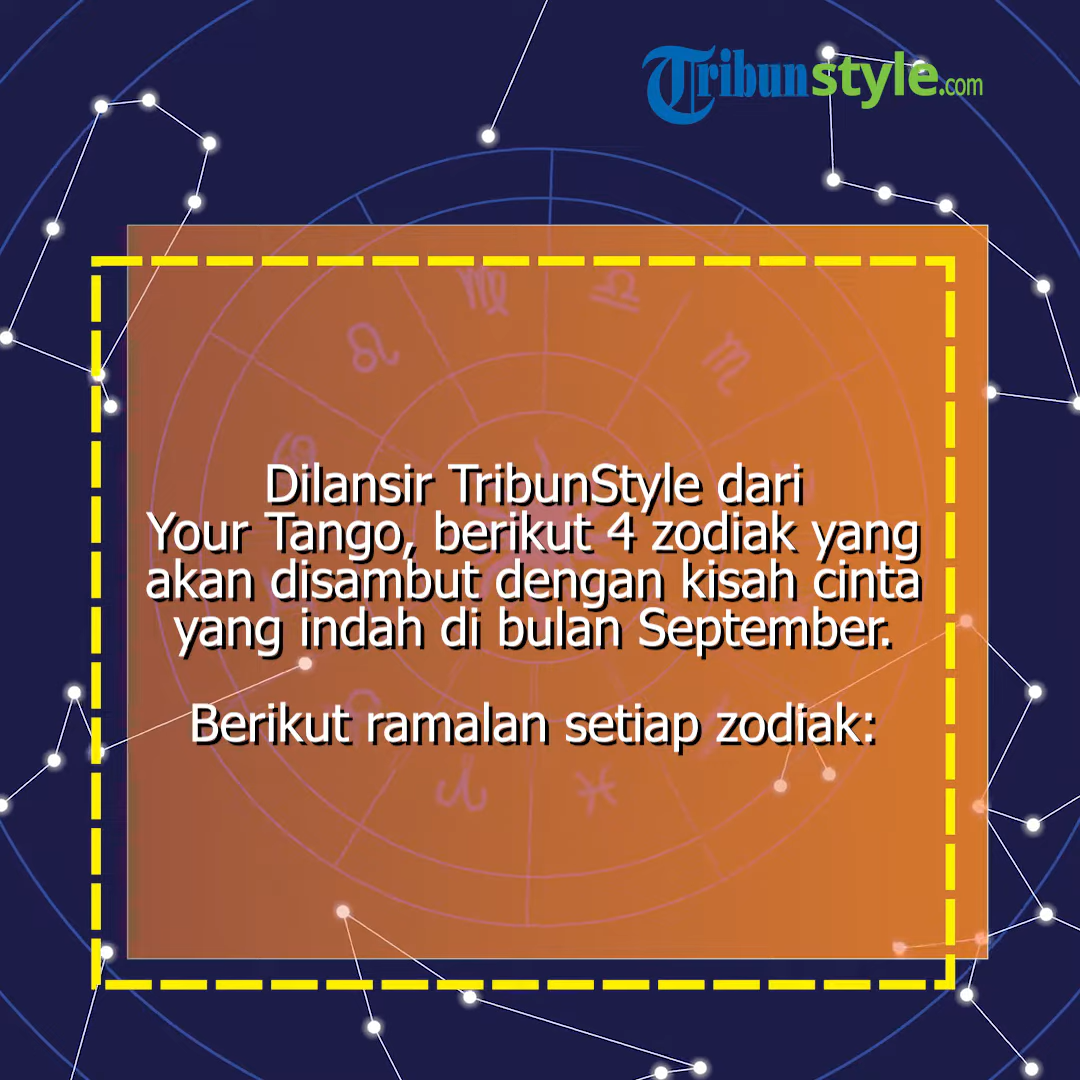 Tribunstyle.com
Dilansir TribunStyle dari
Your Tango, berikut 4 zodiak yang
akan disambut dengan kisah cinta
yang indah di bulan September.
Berikut ramalan setiap zodiak: